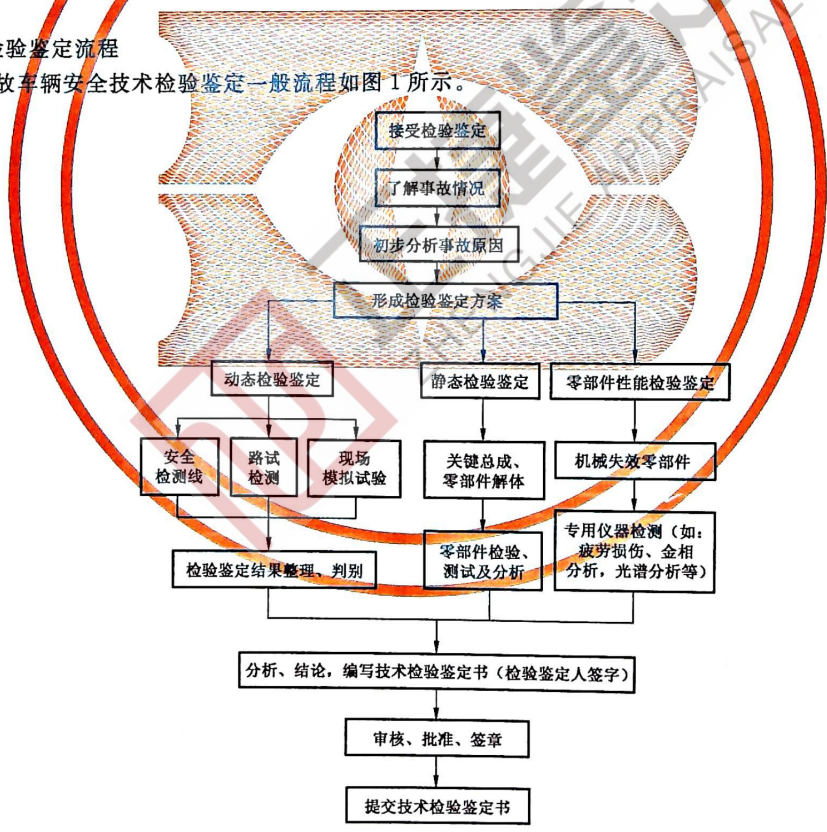 检验鉴定流程
故车辆安全技术检验鉴定一般流程如图1所示。
接受检验鉴定
了解事故情况
初步分析事故原因
形成检验鉴定方案
动态检验鉴定
静态检验鉴定
零部件性能检验鉴定
安全
检测线
路试
检测
现场
模拟试验
关键总成、
零部件解体
机械失效零部件
检验鉴定结果整理、判别
零部件检验、
测试及分析
专用仪器检测（如：
疲劳损伤、金相
分析，光谱分析等）
分析、结论，编写技术检验鉴定书（检验鉴定人签字）
审核、批准、签章
提交技术检验鉴定书
ZHENGJIE APPRAISAL